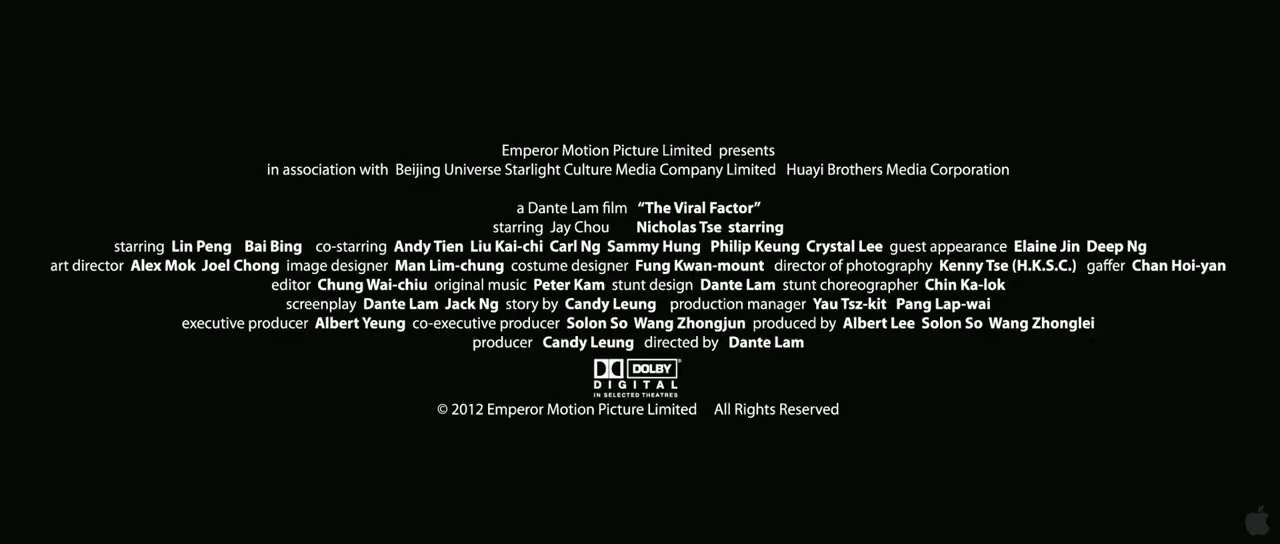 Emperor Motion Picture Limited presents
in association with Beijing Universe Starlight Culture Media Company Limited Huayi Brothers Media Corporation
a Dante Lam film “The Viral Factor”
starring Jay Chou Nicholas Tse starring
starring Lin Peng Bai Bing co-starring Andy Tien Liu Kai-chi Carl Ng Sammy Hung Philip Keung Crystal Lee guest appearance Elaine Jin Deep Ng
art director Alex Mok Joel Chong image designer Man Lim-chung costume designer Fung Kwan-mount director of photography Kenny Tse (H.K.S.C.) gaffer Chan Hoi-yan
editor Chung Wai-chiu original music Peter Kam stunt design Dante Lam stunt choreographer Chin Ka-lok
screenplay Dante Lam Jack Ng story by Candy Leung production manager Yau Tsz-kit Pang Lap-wai
executive producer Albert Yeung co-executive producer Solon So Wang Zhongjun produced by Albert Lee Solon So Wang Zhonglei
producer Candy Leung directed by Dante Lam
DOLBY
DIGITAL
IN SELECTED THEATRES
© 2012 Emperor Motion Picture Limited All Rights Reserved